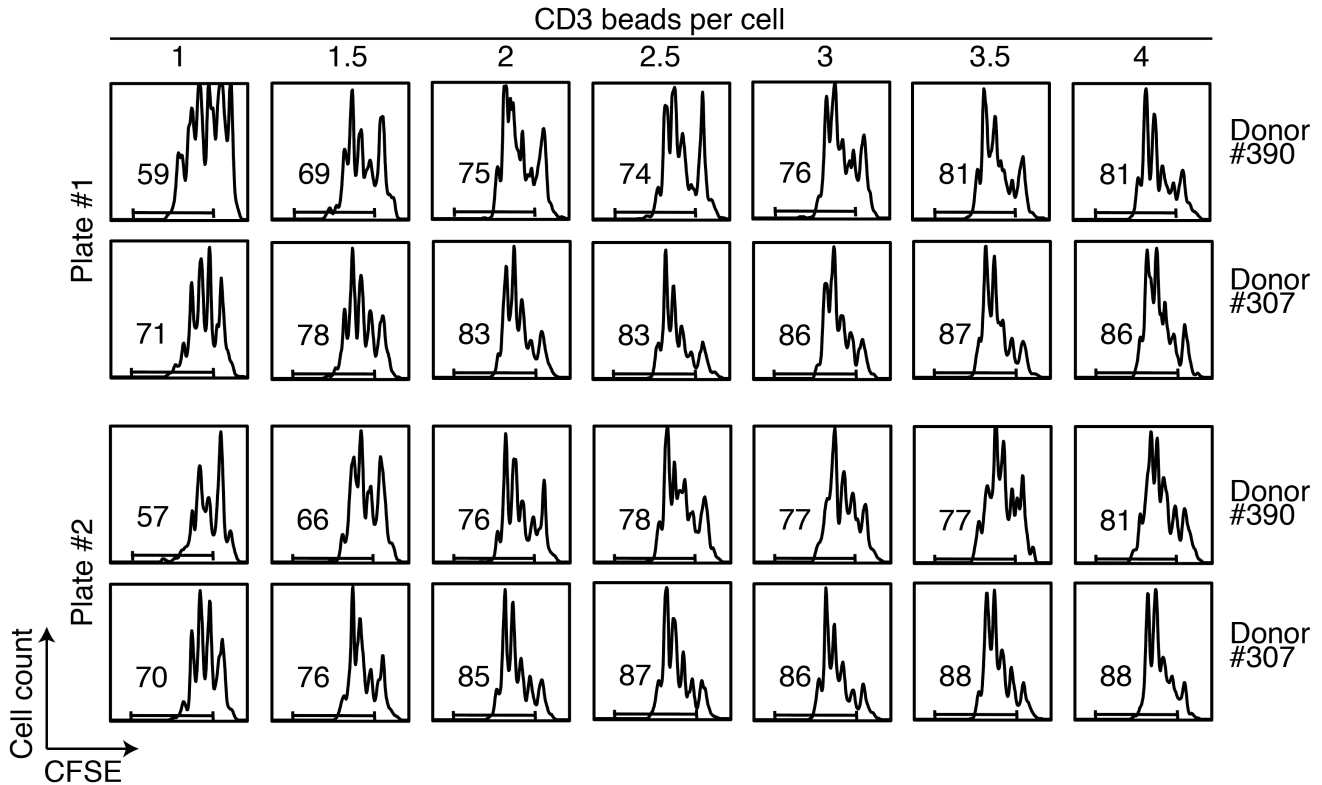 CD3 beads per cell
1 1.5 2 2.5 3 3.5 4
Plate #1
59 69 75 74 76 81 81
Donor
#390
71 78 83 83 86 87 86
Donor
#307
Plate #2
57 66 76 78 77 77 81
Donor
#390
70 76 85 87 86 88 88
Donor
#307
Cell count
CFSE